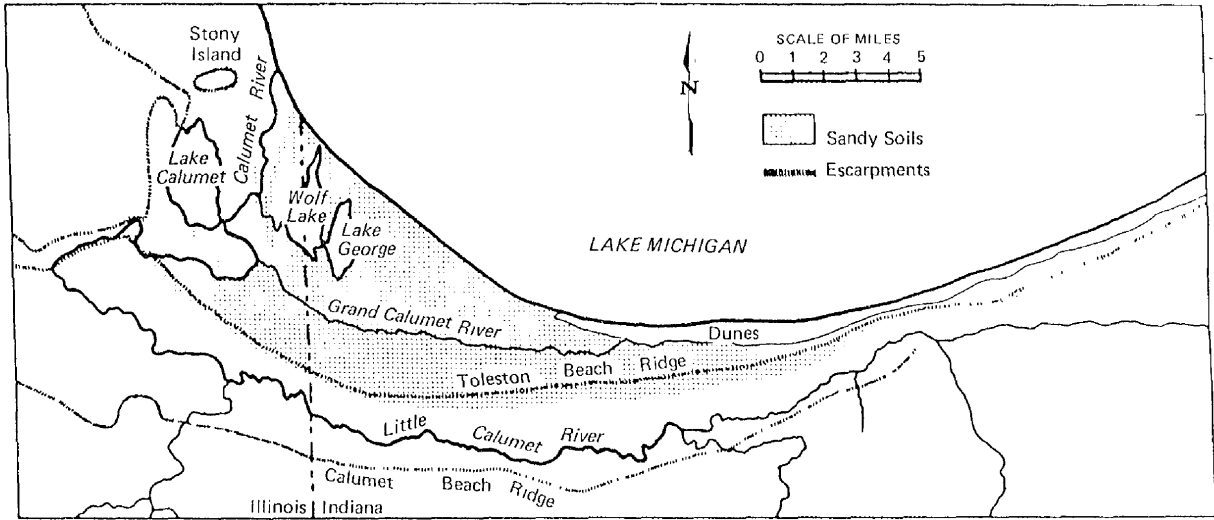 Stony
Island
Calumet River
Lake
Calumet
Wolf
Lake
Lake
George
N
SCALE OF MILES
0 1 2 3 4 5
Sandy Soils
Escarpments
LAKE MICHIGAN
Grand Calumet River
Dunes
Toleston Beach Ridge
Little Calumet River
Calumet Beach Ridge
Illinois Indiana